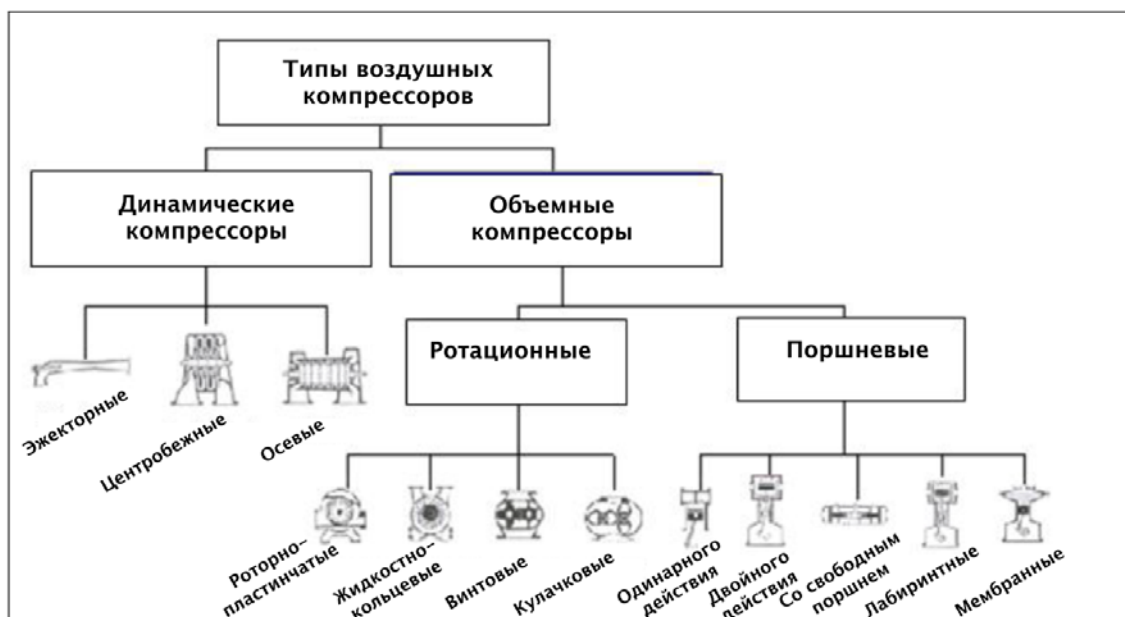 Типы воздушных
компрессоров
Динамические
компрессоры
Объемные
компрессоры
Ротационные
Поршневые
Эжекторные
Центробежные
Осевые
Роторно-
пластинчатые
Жидкостно-
кольцевые
Винтовые
Кулачковые
Одинарного
действия
Двойного
действия
Со свободным
поршнем
Лабиринтные
Мембранные